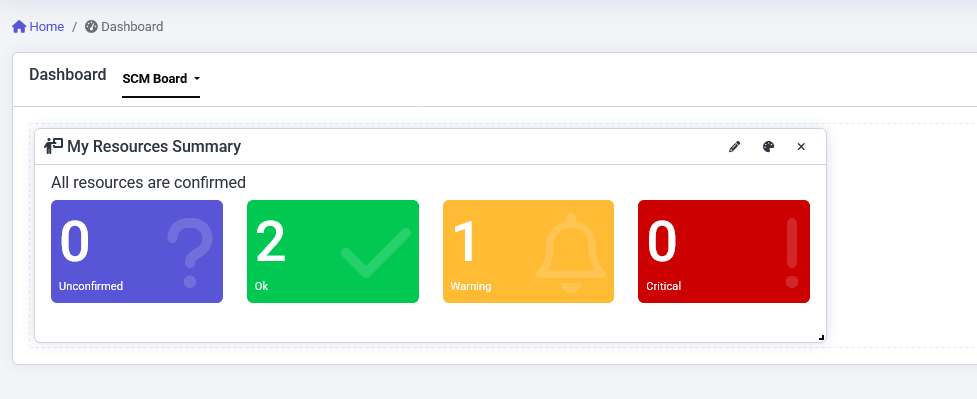 Home / Dashboard
Dashboard SCM Board
My Resources Summary
All resources are confirmed
0 2 1 0
Unconfirmed Ok Warning Critical